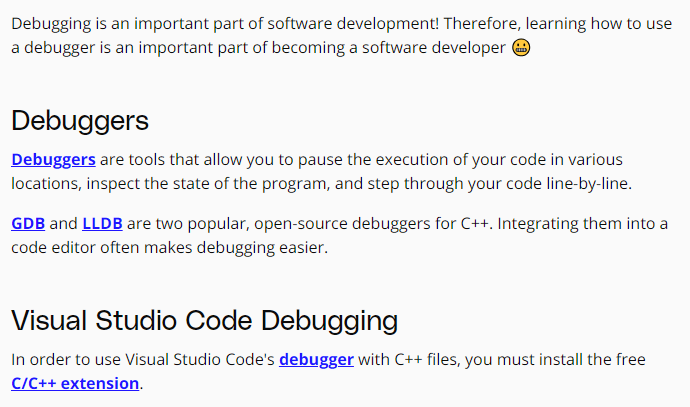 Debugging is an important part of software development! Therefore, learning how to use
a debugger is an important part of becoming a software developer 😬
Debuggers
Debuggers are tools that allow you to pause the execution of your code in various
locations, inspect the state of the program, and step through your code line-by-line.
GDB and LLDB are two popular, open-source debuggers for C++. Integrating them into a
code editor often makes debugging easier.
Visual Studio Code Debugging
In order to use Visual Studio Code's debugger with C++ files, you must install the free
C/C++ extension.